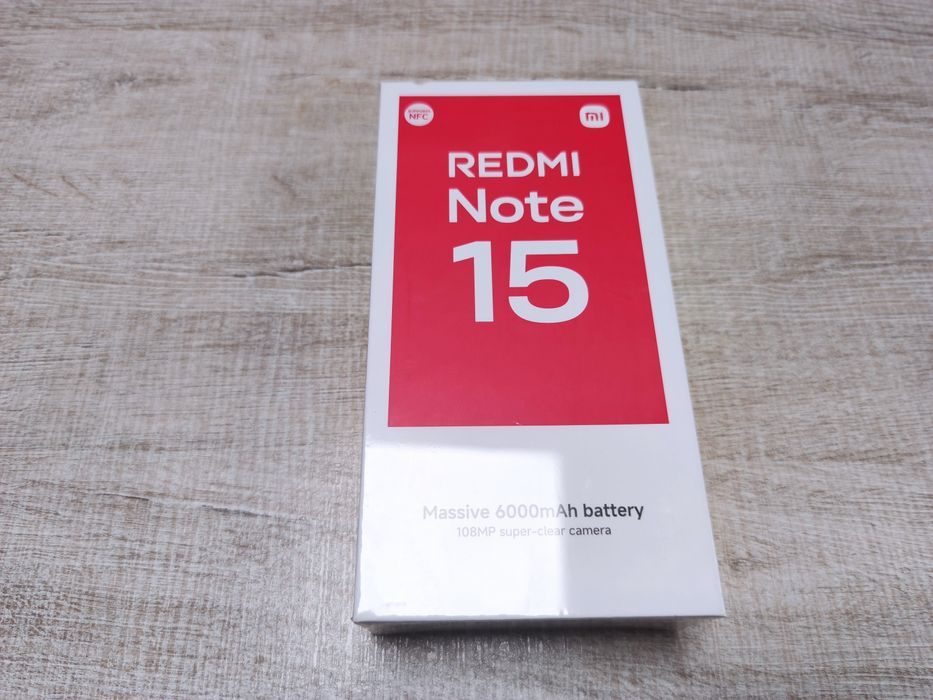 NFC
mi
REDMI
Note
15
Massive 6000mAh battery
108MP super-clear camera